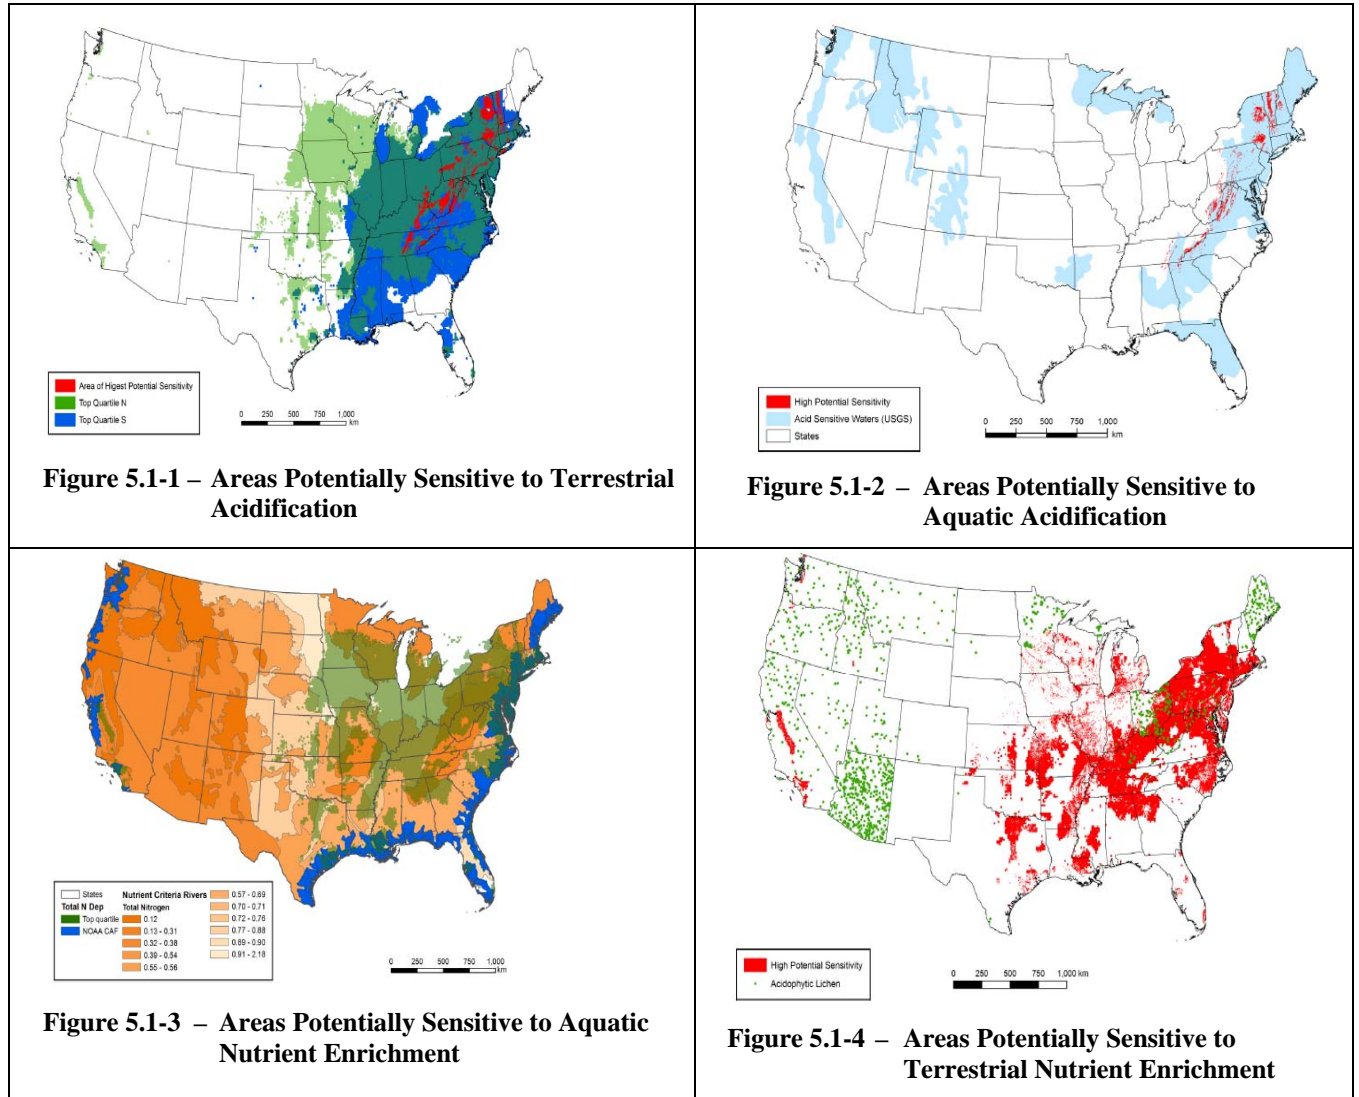 Area of Higest Potential Sensitivity
Top Quartile N
Top Quartile S
0 250 500 750 1,000
km
Figure 5.1-1 – Areas Potentially Sensitive to Terrestrial
Acidification
High Potential Sensitivity
Acid Sensitive Waters (USGS)
States
0 250 500 750 1,000
km
Figure 5.1-2 – Areas Potentially Sensitive to
Aquatic Acidification
States
Total N Dep
Top quartile
NOAA CAF
Nutrient Criteria Rivers
Total Nitrogen
0.12
0.13 - 0.31
0.32 - 0.38
0.39 - 0.54
0.55 - 0.56
0.57 - 0.69
0.70 - 0.71
0.72 - 0.76
0.77 - 0.88
0.89 - 0.90
0.91 - 2.18
0 250 500 750 1,000
km
Figure 5.1-3 – Areas Potentially Sensitive to Aquatic
Nutrient Enrichment
High Potential Sensitivity
Acidophytic Lichen
0 250 500 750 1,000 km
Figure 5.1-4 – Areas Potentially Sensitive to
Terrestrial Nutrient Enrichment